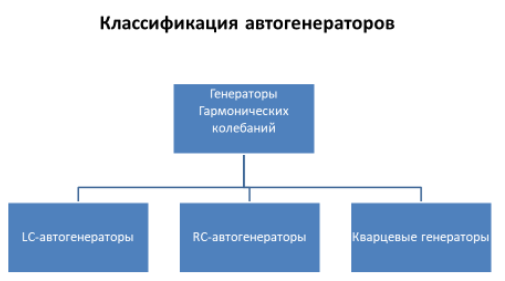 Классификация автогенераторов
Генераторы
Гармонических
колебаний
LC-автогенераторы
RC-автогенераторы
Кварцевые генераторы